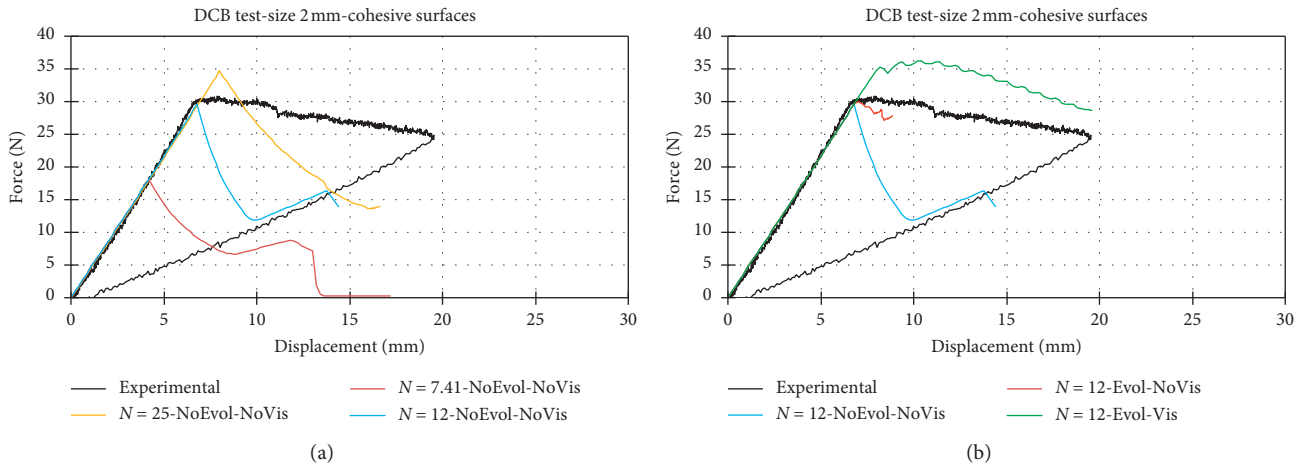 DCB test-size 2 mm-cohesive surfaces
40
35
30
25
20
15
10
5
0
Force (N)
0 5 10 15 20 25 30
Displacement (mm)
Experimental
N = 25-NoEvol-NoVis
N = 7.41-NoEvol-NoVis
N = 12-NoEvol-NoVis
(a)
DCB test-size 2 mm-cohesive surfaces
40
35
30
25
20
15
10
5
0
Force (N)
0 5 10 15 20 25 30
Displacement (mm)
Experimental
N = 12-NoEvol-NoVis
N = 12-Evol-NoVis
N = 12-Evol-Vis
(b)